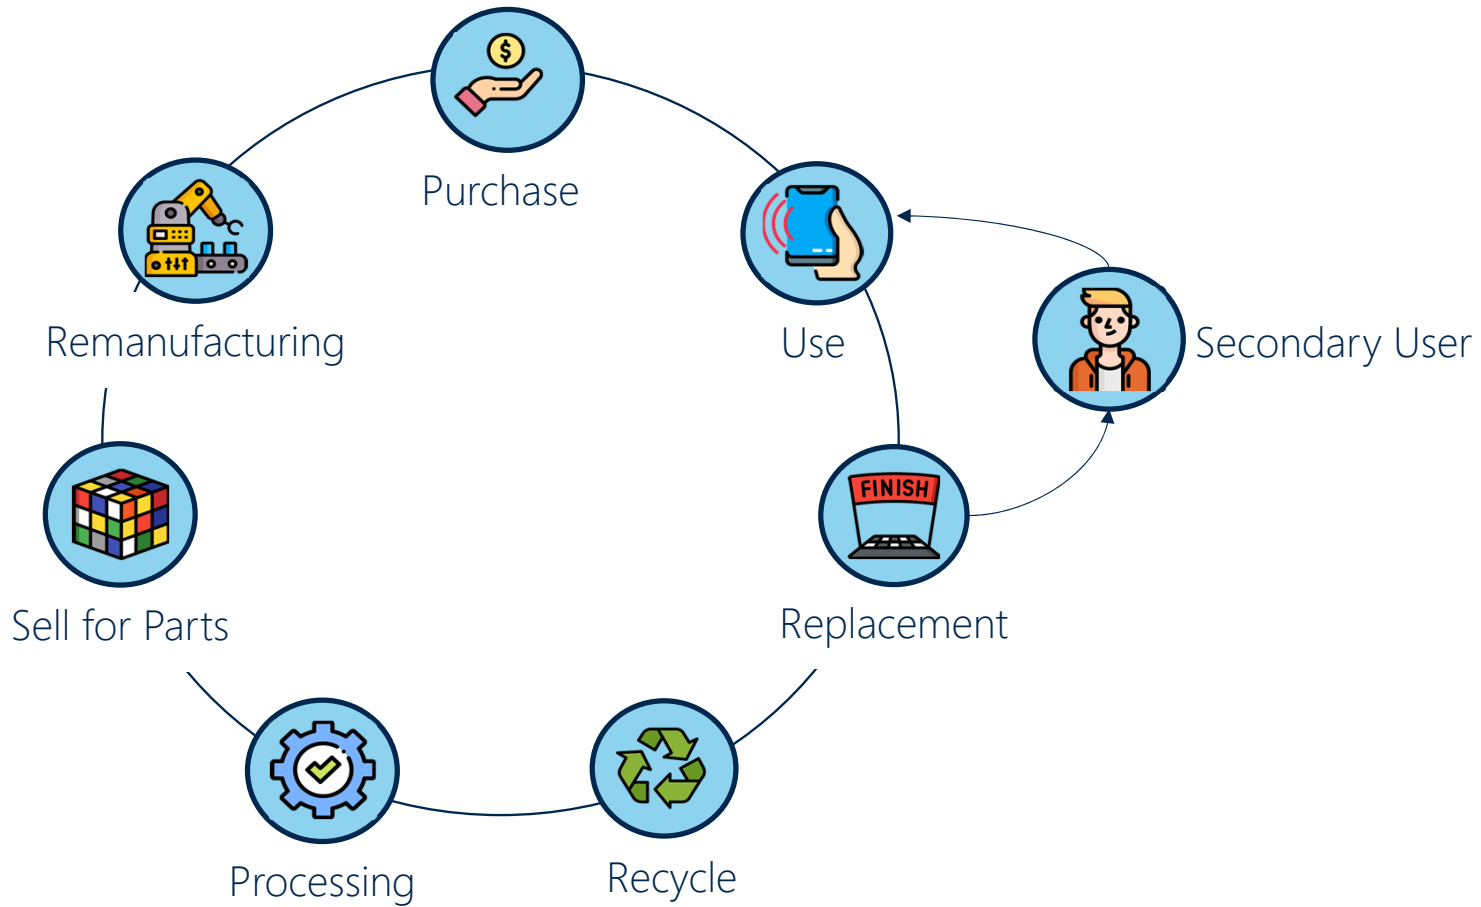 $
Purchase
Remanufacturing
Use
Secondary User
FINISH
Sell for Parts
Replacement
Processing
Recycle